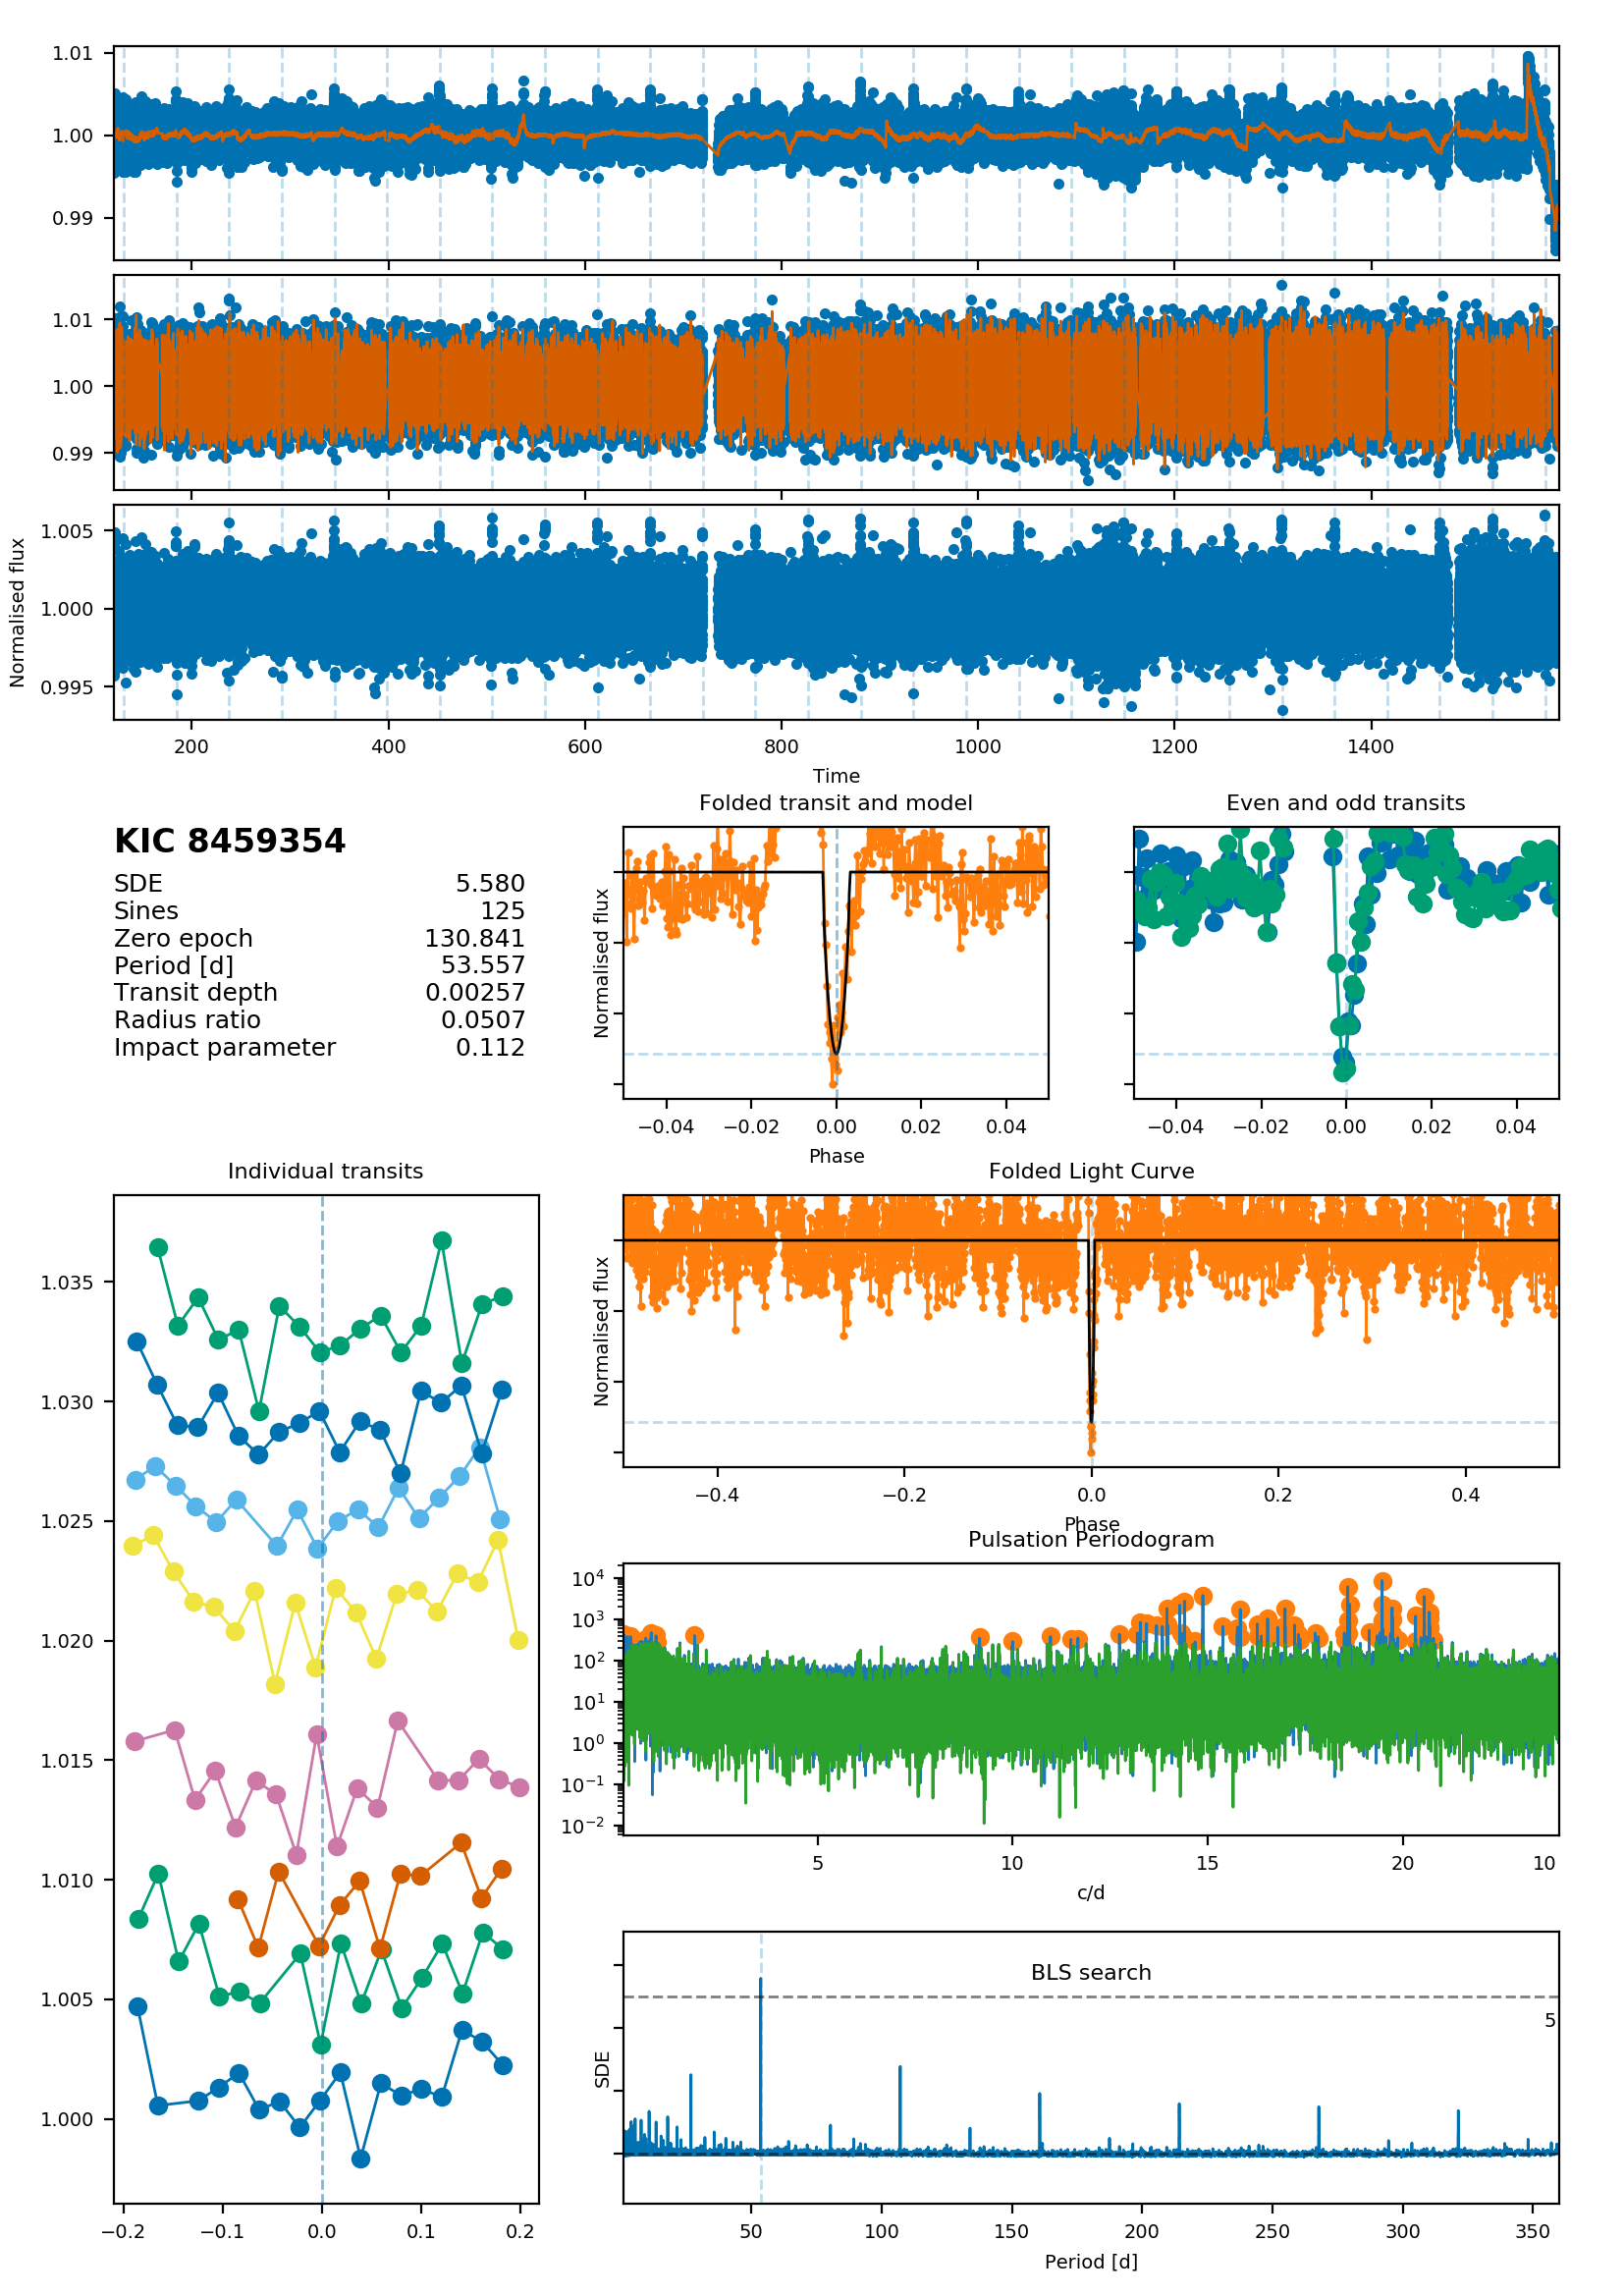 1.01
1.00
0.99
1.01
1.00
0.99
Normalised flux
1.005
1.000
0.995
200 400 600 800 1000 1200 1400
Time
KIC 8459354
SDE 5.580
Sines 125
Zero epoch 130.841
Period [d] 53.557
Transit depth 0.00257
Radius ratio 0.0507
Impact parameter 0.112
Folded transit and model
Normalised flux
−0.04 −0.02 0.00 0.02 0.04
Phase
Even and odd transits
−0.04 −0.02 0.00 0.02 0.04
Individual transits
1.035
1.030
1.025
1.020
1.015
1.010
1.005
1.000
−0.2 −0.1 0.0 0.1 0.2
Folded Light Curve
Normalised flux
−0.4 −0.2 0.0 0.2 0.4
Phase
Pulsation Periodogram
10⁴
10³
10²
10¹
10⁰
10⁻¹
10⁻²
5 10 15 20 10
c/d
BLS search
5
SDE
50 100 150 200 250 300 350
Period [d]